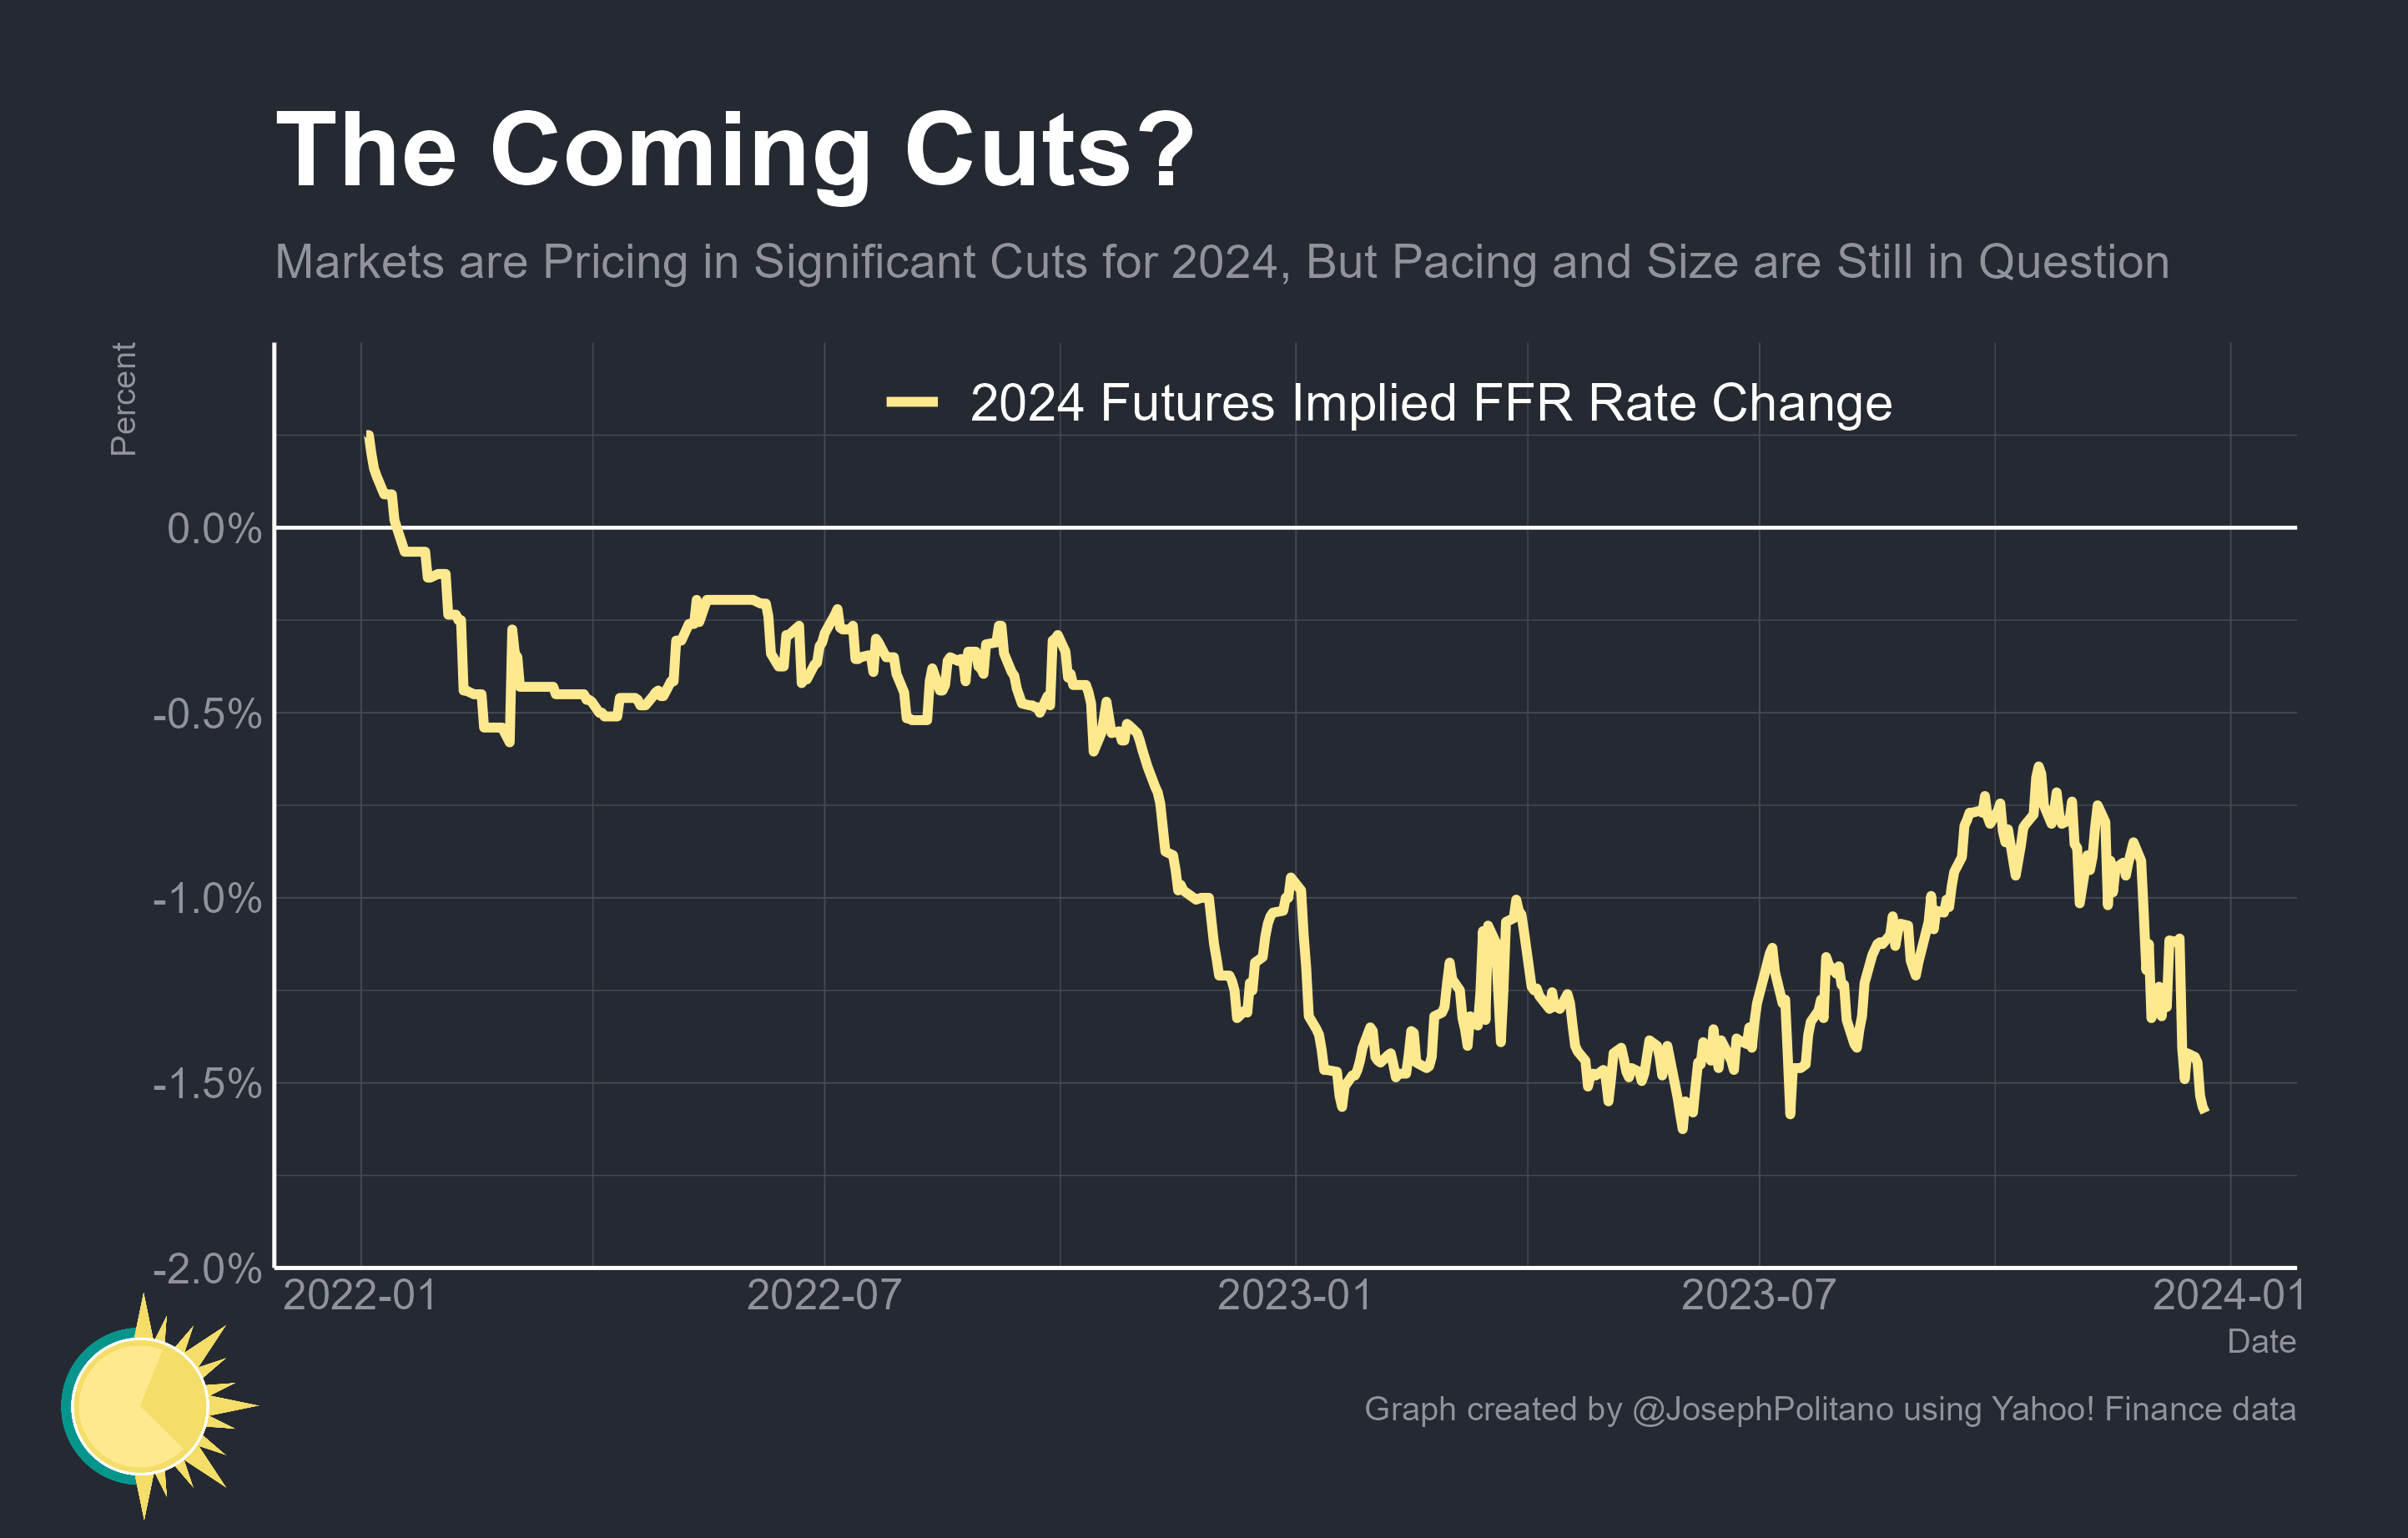 The Coming Cuts?
Markets are Pricing in Significant Cuts for 2024, But Pacing and Size are Still in Question
Percent
2024 Futures Implied FFR Rate Change
0.0%
-0.5%
-1.0%
-1.5%
-2.0%
2022-01 2022-07 2023-01 2023-07 2024-01
Date
Graph created by @JosephPolitano using Yahoo! Finance data